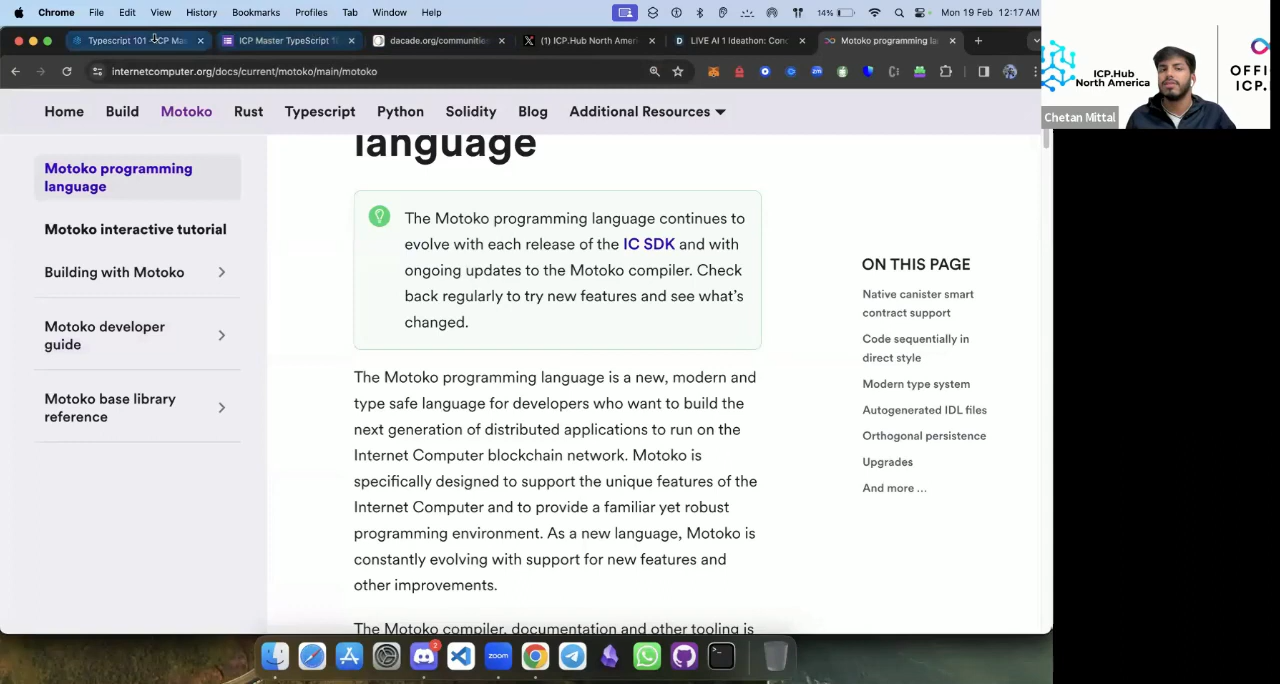 Chrome File Edit View History Bookmarks Profiles Tab Window Help 14% Mon 19 Feb 12:17 AM
Typescript 101 - ICP Mas
ICP Master TypeScript 1
dacade.org/communities
(1) ICP.Hub North Ameri
LIVE AI 1 Ideathon: Conc
Motoko programming la
internetcomputer.org/docs/current/motoko/main/motoko
Home Build Motoko Rust Typescript Python Solidity Blog Additional Resources
Motoko programming
language
Motoko interactive tutorial
Building with Motoko
Motoko developer
guide
Motoko base library
reference
language
The Motoko programming language continues to
evolve with each release of the IC SDK and with
ongoing updates to the Motoko compiler. Check
back regularly to try new features and see what's
changed.
The Motoko programming language is a new, modern and
type safe language for developers who want to build the
next generation of distributed applications to run on the
Internet Computer blockchain network. Motoko is
specifically designed to support the unique features of the
Internet Computer and to provide a familiar yet robust
programming environment. As a new language, Motoko is
constantly evolving with support for new features and
other improvements.
The Motoko compiler, documentation and other tooling is
ON THIS PAGE
Native canister smart
contract support
Code sequentially in
direct style
Modern type system
Autogenerated IDL files
Orthogonal persistence
Upgrades
And more ...
ICP.Hub
North America
OFFI
ICP.
Chetan Mittal
2
zoom